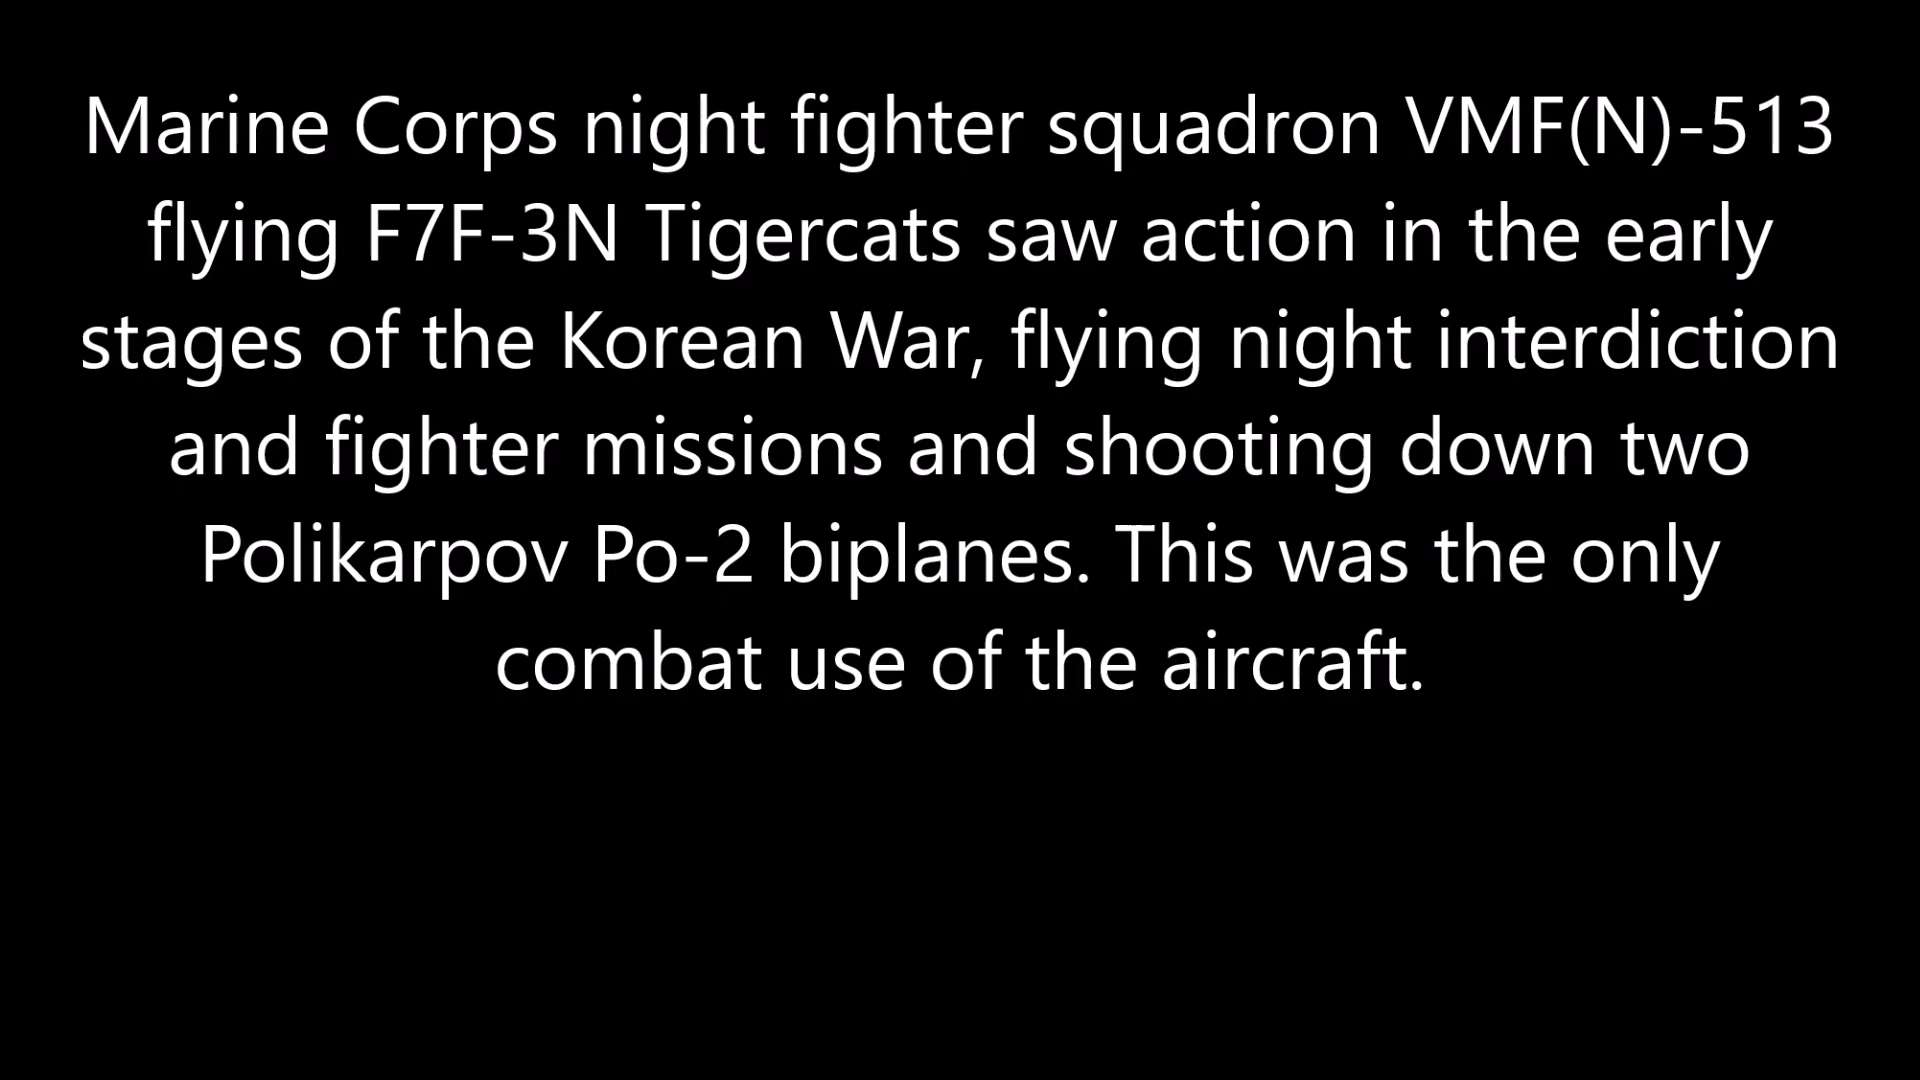 Marine Corps night fighter squadron VMF(N)-513
flying F7F-3N Tigercats saw action in the early
stages of the Korean War, flying night interdiction
and fighter missions and shooting down two
Polikarpov Po-2 biplanes. This was the only
combat use of the aircraft.